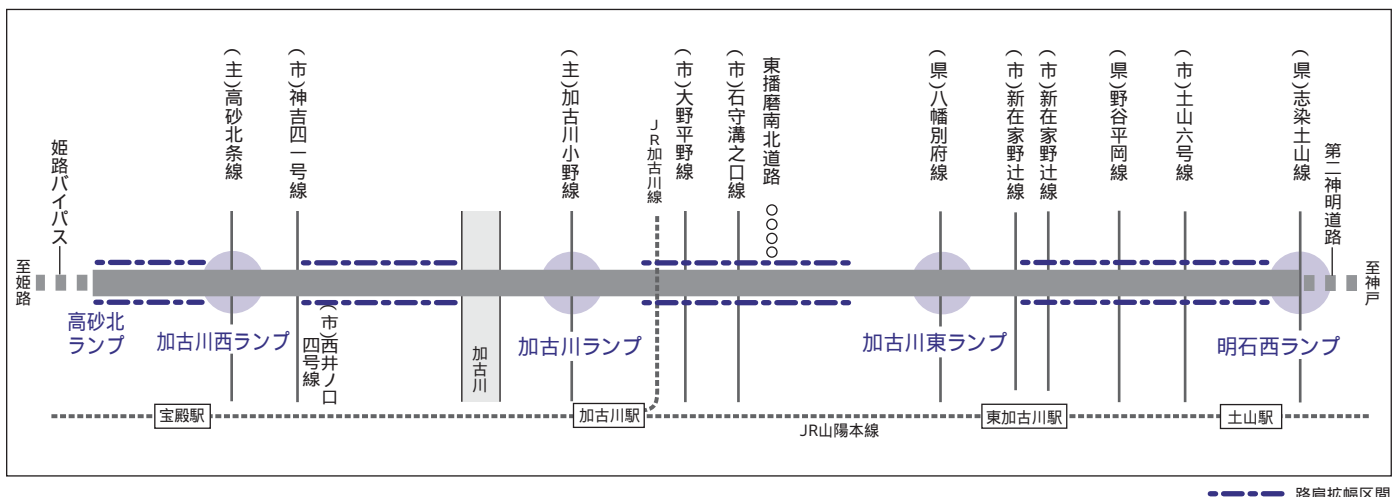 姫路バイパス
(主)高砂北条線
(市)神吉四一号線
(主)加古川小野線
JR加古川線
(市)大野平野線
(市)石守溝之口線
東播磨南北道路
○○○○
(県)八幡別府線
(市)新在家野辻線
(市)新在家野辻線
(県)野谷平岡線
(市)土山六号線
(県)志染土山線
第二神明道路
至姫路
至神戸
高砂北
ランプ
加古川西ランプ
(市)西井ノ口
四号線
加古川
加古川ランプ
加古川東ランプ
明石西ランプ
宝殿駅
加古川駅
JR山陽本線
東加古川駅
土山駅
路肩拡幅区間